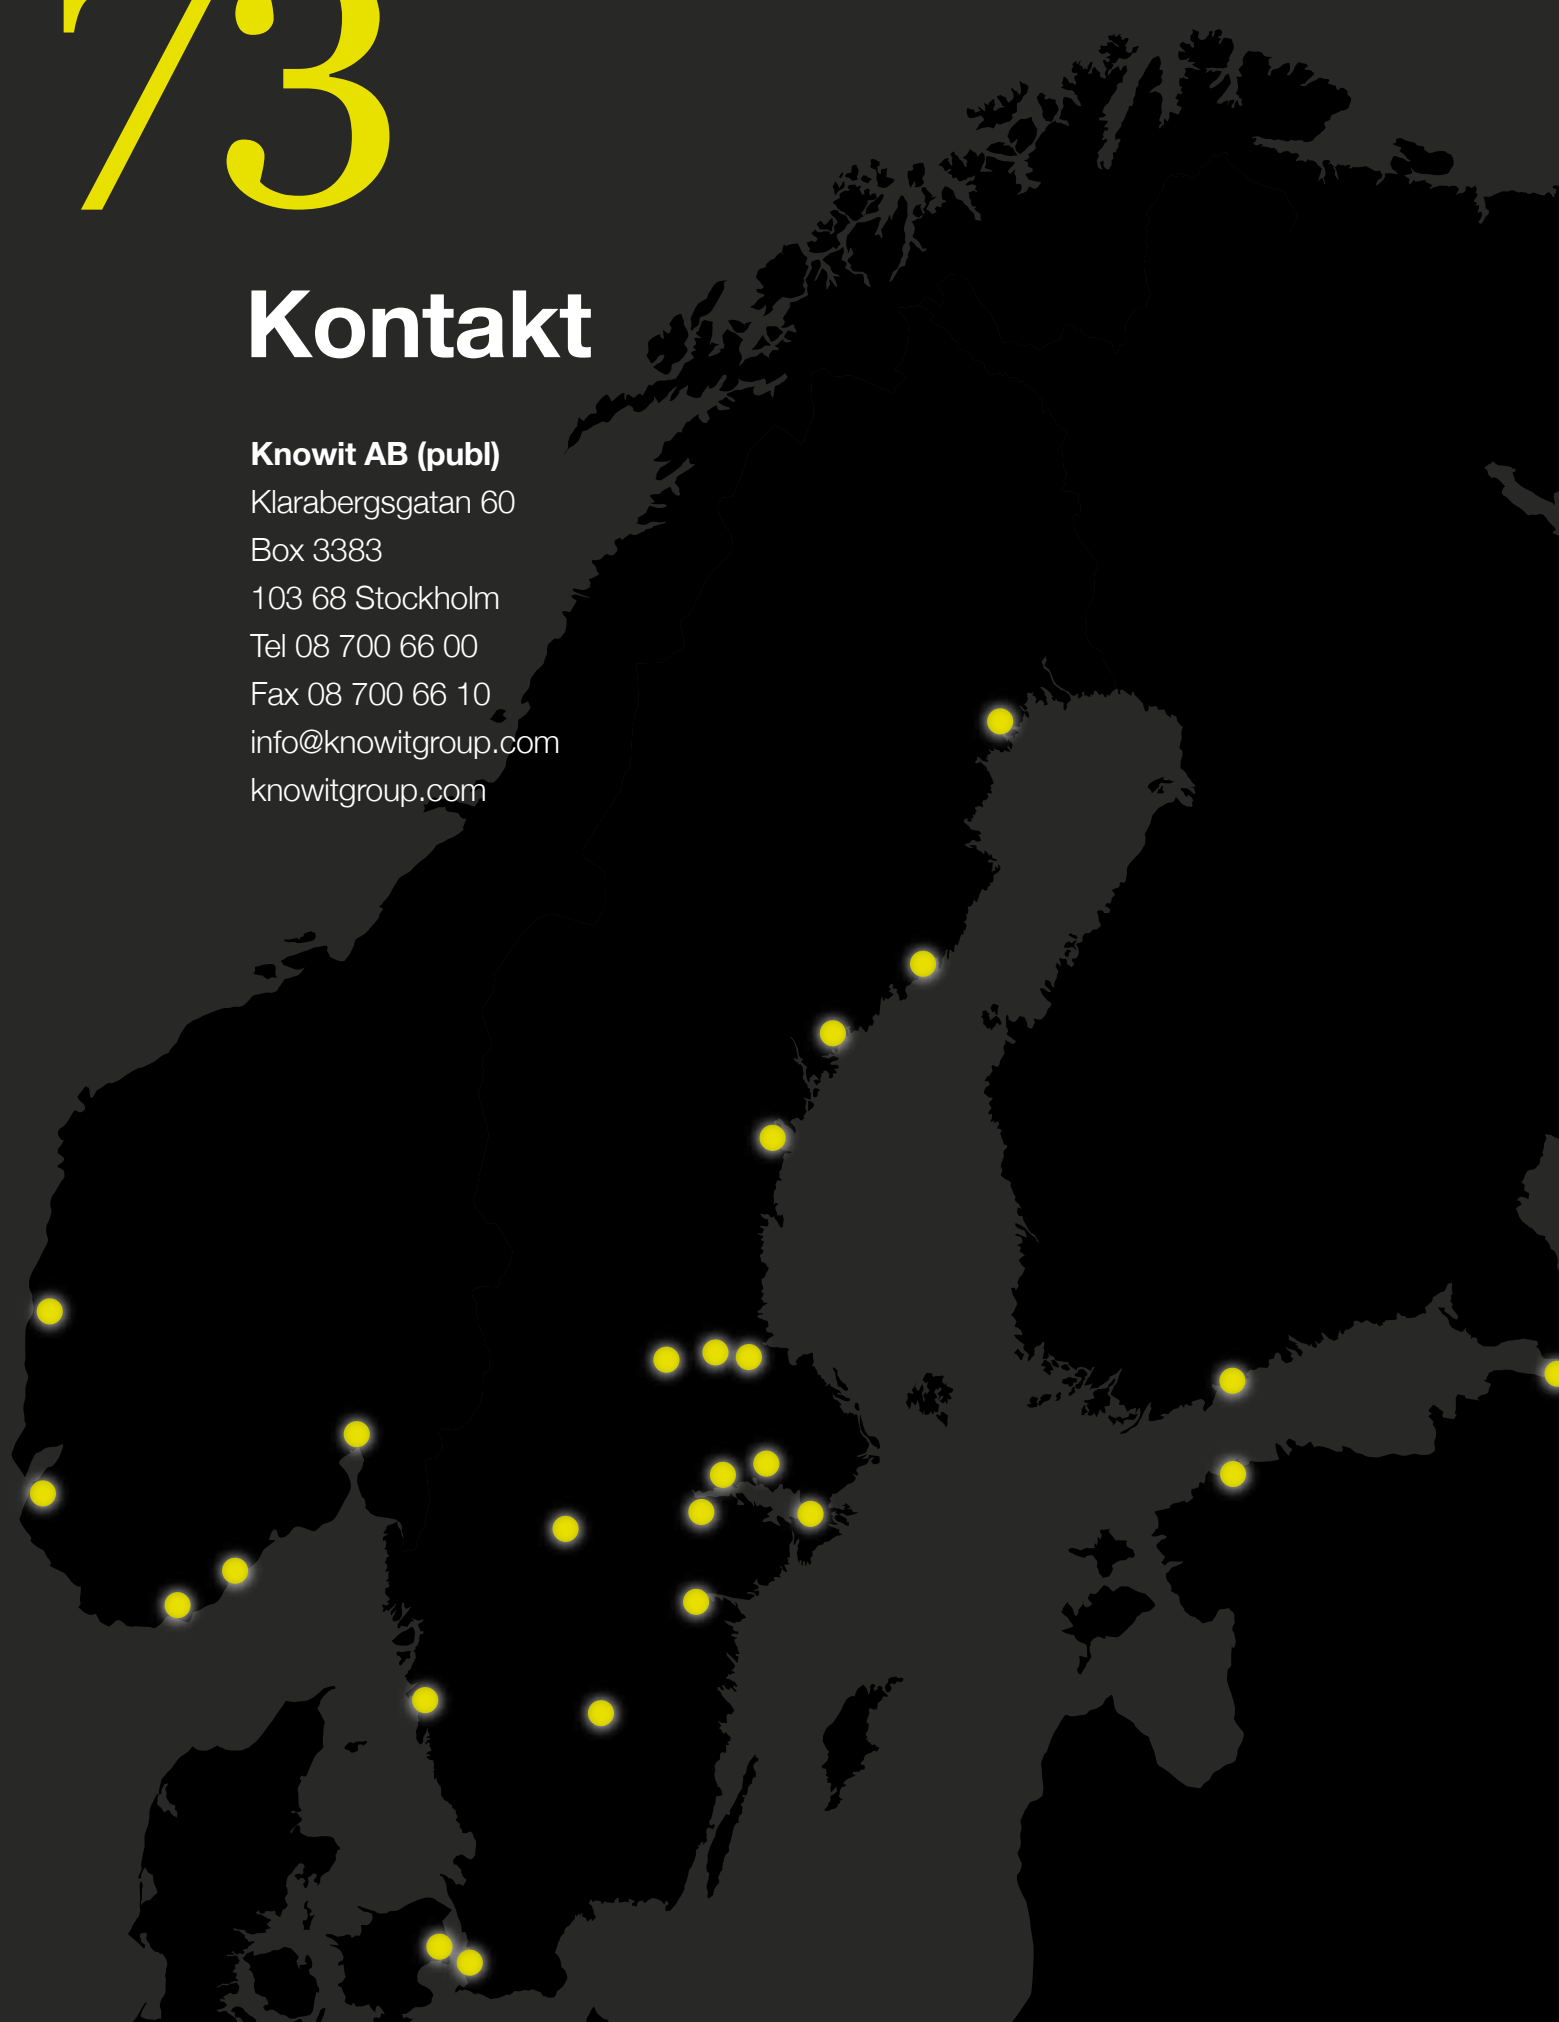 73
Kontakt
Knowit AB (publ)
Klarabergsgatan 60
Box 3383
103 68 Stockholm
Tel 08 700 66 00
Fax 08 700 66 10
info@knowitgroup.com
knowitgroup.com